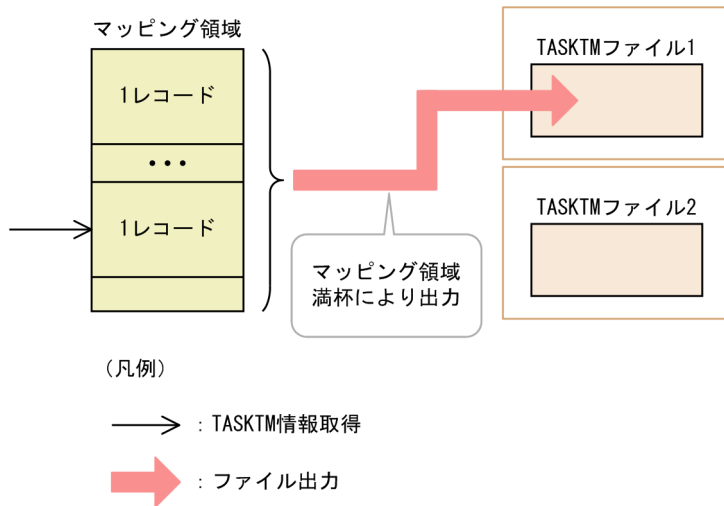 マッピング領域
1レコード
•••
1レコード
TASKTMファイル1
TASKTMファイル2
マッピング領域
満杯により出力
（凡例）
：TASKTM情報取得
：ファイル出力